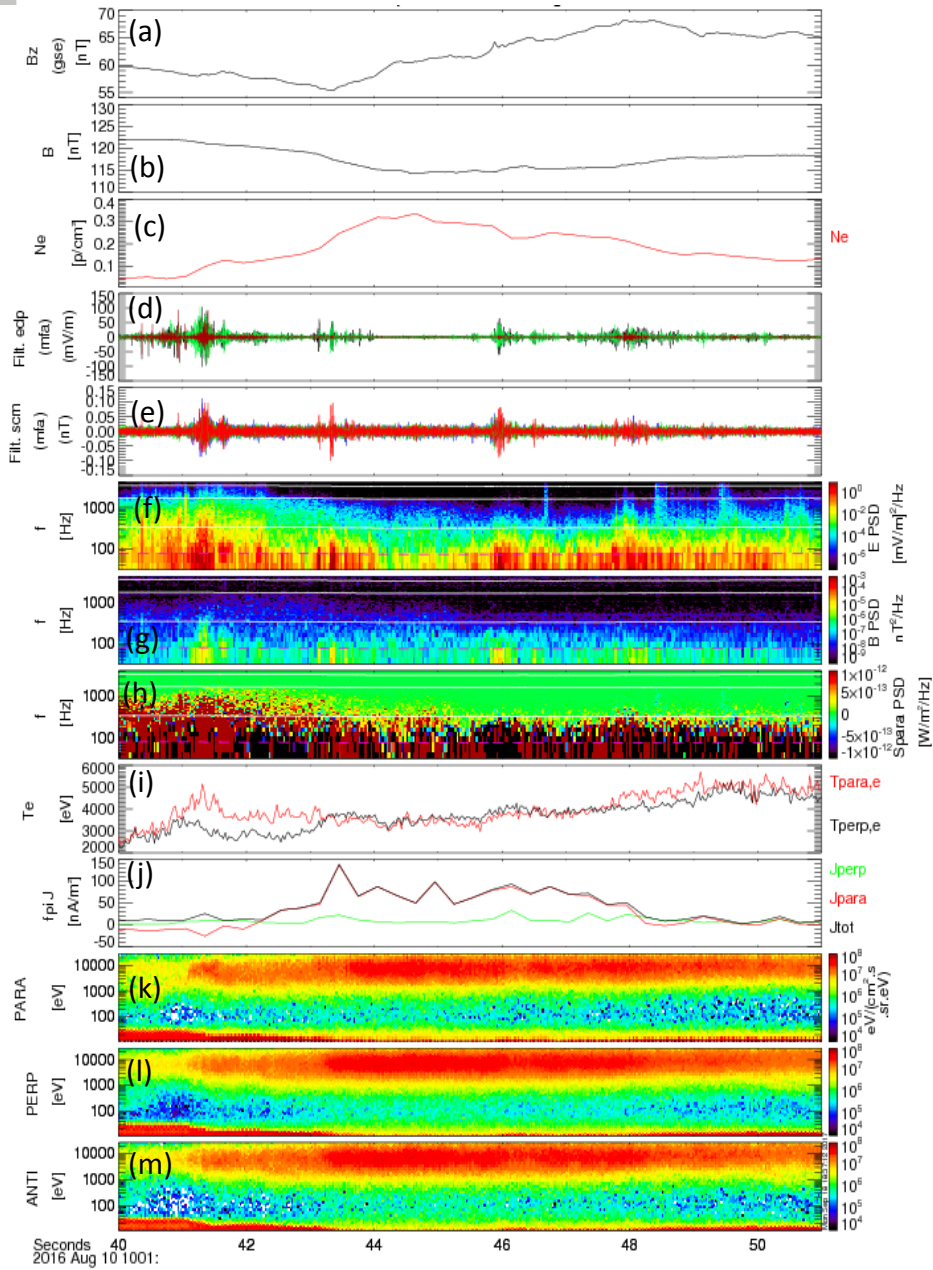 (a)
Bz
(gse)
[nT]
70
65
60
55
(b)
B
[nT]
130
125
120
115
110
(c)
Ne
[p/cm³]
0.4
0.3
0.2
0.1
Ne
(d)
Filt. edp
(mfa)
(mV/m)
150
100
50
0
-50
-100
-150
(e)
Filt. scm
(mfa)
(nT)
0.15
0.10
0.05
0.00
-0.05
-0.10
-0.15
(f)
f
[Hz]
1000
100
10⁰
10⁻²
10⁻⁴
10⁻⁶
E PSD
[mV/m]²/Hz
(g)
f
[Hz]
1000
100
10⁻³
10⁻⁴
10⁻⁵
10⁻⁶
10⁻⁷
10⁻⁸
10⁻⁹
B PSD
nT²/Hz
(h)
f
[Hz]
1000
100
1×10⁻¹²
5×10⁻¹³
0
-5×10⁻¹³
-1×10⁻¹²
Spara PSD
[W/m²/Hz]
(i)
Te
[eV]
6000
5000
4000
3000
2000
Tpara,e
Tperp,e
(j)
fpi J
[nA/m²]
150
100
50
0
-50
Jperp
Jpara
Jtot
(k)
PARA
[eV]
10000
1000
100
10⁸
10⁷
10⁶
10⁵
10⁴
eV/(cm².s
.sr.eV)
(l)
PERP
[eV]
10000
1000
100
10⁸
10⁷
10⁶
10⁵
10⁴
(m)
ANTI
[eV]
10000
1000
100
10⁸
10⁷
10⁶
10⁵
10⁴
40 42 44 46 48 50
Seconds
2016 Aug 10 1001: